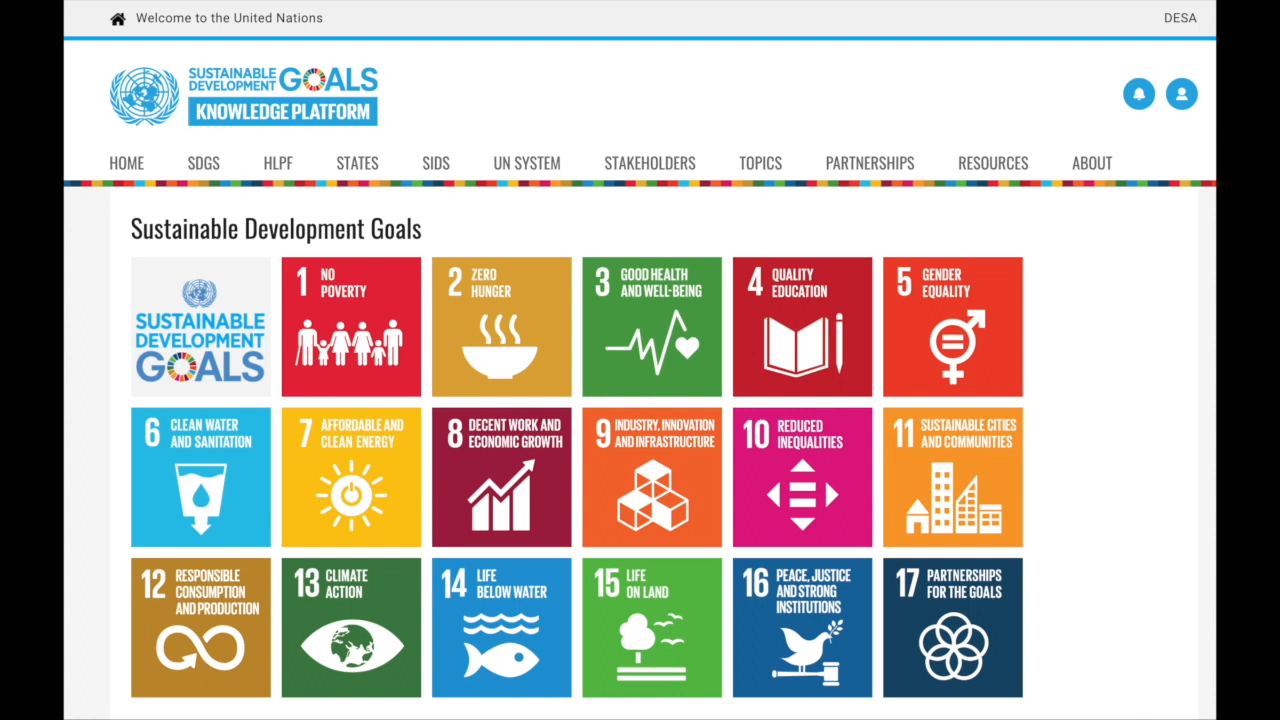 Welcome to the United Nations
DESA
SUSTAINABLE
DEVELOPMENT GOALS
KNOWLEDGE PLATFORM
HOME SDGS HLPF STATES SIDS UN SYSTEM STAKEHOLDERS TOPICS PARTNERSHIPS RESOURCES ABOUT
Sustainable Development Goals
SUSTAINABLE
DEVELOPMENT
GOALS
1 NO
POVERTY
2 ZERO
HUNGER
3 GOOD HEALTH
AND WELL-BEING
4 QUALITY
EDUCATION
5 GENDER
EQUALITY
6 CLEAN WATER
AND SANITATION
7 AFFORDABLE AND
CLEAN ENERGY
8 DECENT WORK AND
ECONOMIC GROWTH
9 INDUSTRY, INNOVATION
AND INFRASTRUCTURE
10 REDUCED
INEQUALITIES
11 SUSTAINABLE CITIES
AND COMMUNITIES
12 RESPONSIBLE
CONSUMPTION
AND PRODUCTION
13 CLIMATE
ACTION
14 LIFE
BELOW WATER
15 LIFE
ON LAND
16 PEACE, JUSTICE
AND STRONG
INSTITUTIONS
17 PARTNERSHIPS
FOR THE GOALS